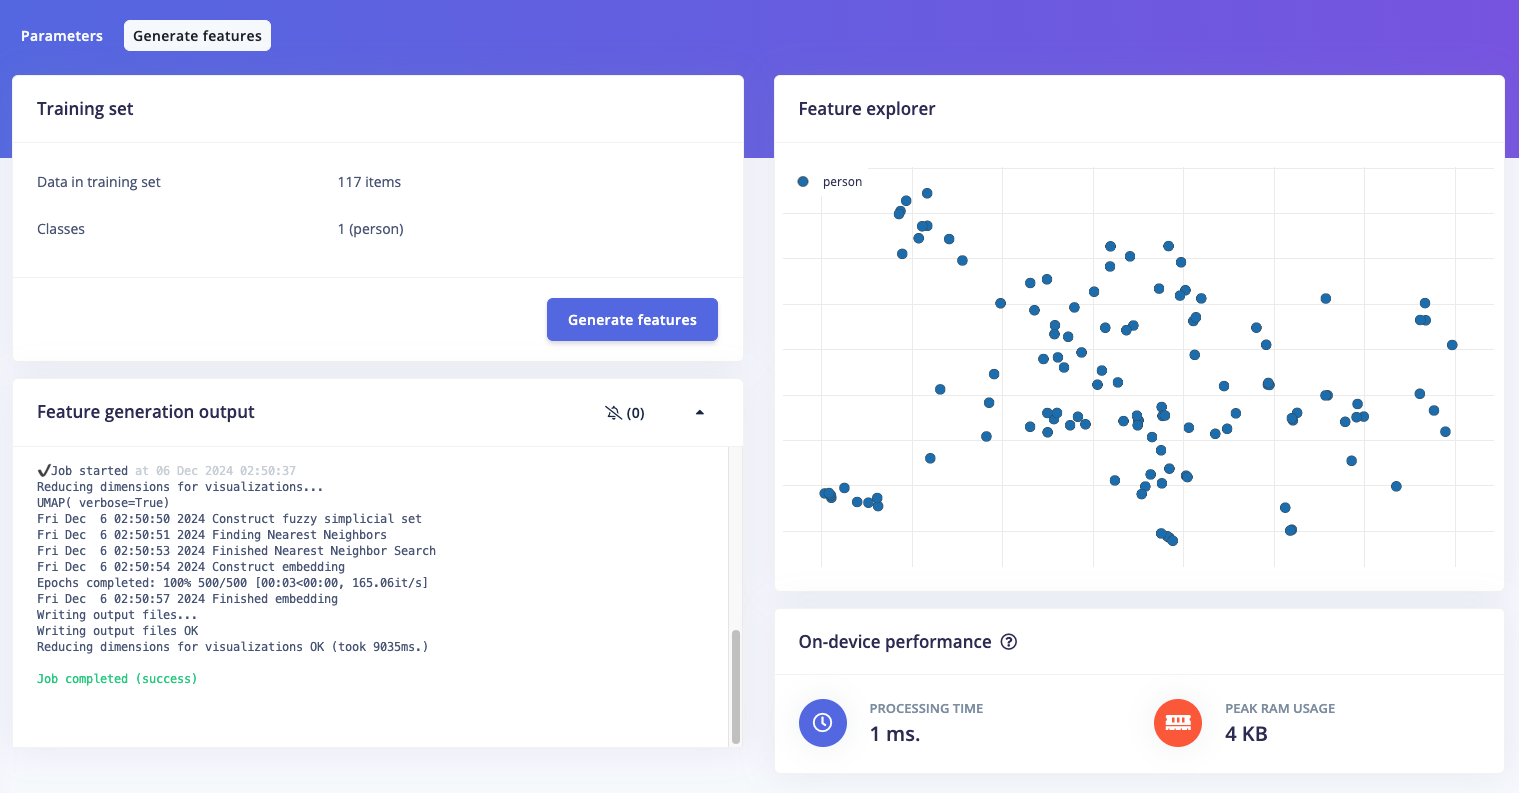 Parameters
Generate features
Training set
Data in training set 117 items
Classes 1 (person)
Generate features
Feature generation output (0)
✔Job started at 06 Dec 2024 02:50:37
Reducing dimensions for visualizations...
UMAP( verbose=True)
Fri Dec  6 02:50:50 2024 Construct fuzzy simplicial set
Fri Dec  6 02:50:51 2024 Finding Nearest Neighbors
Fri Dec  6 02:50:53 2024 Finished Nearest Neighbor Search
Fri Dec  6 02:50:54 2024 Construct embedding
Epochs completed: 100% 500/500 [00:03<00:00, 165.06it/s]
Fri Dec  6 02:50:57 2024 Finished embedding
Writing output files...
Writing output files OK
Reducing dimensions for visualizations OK (took 9035ms.)
Job completed (success)
Feature explorer
person
On-device performance
PROCESSING TIME
1 ms.
PEAK RAM USAGE
4 KB